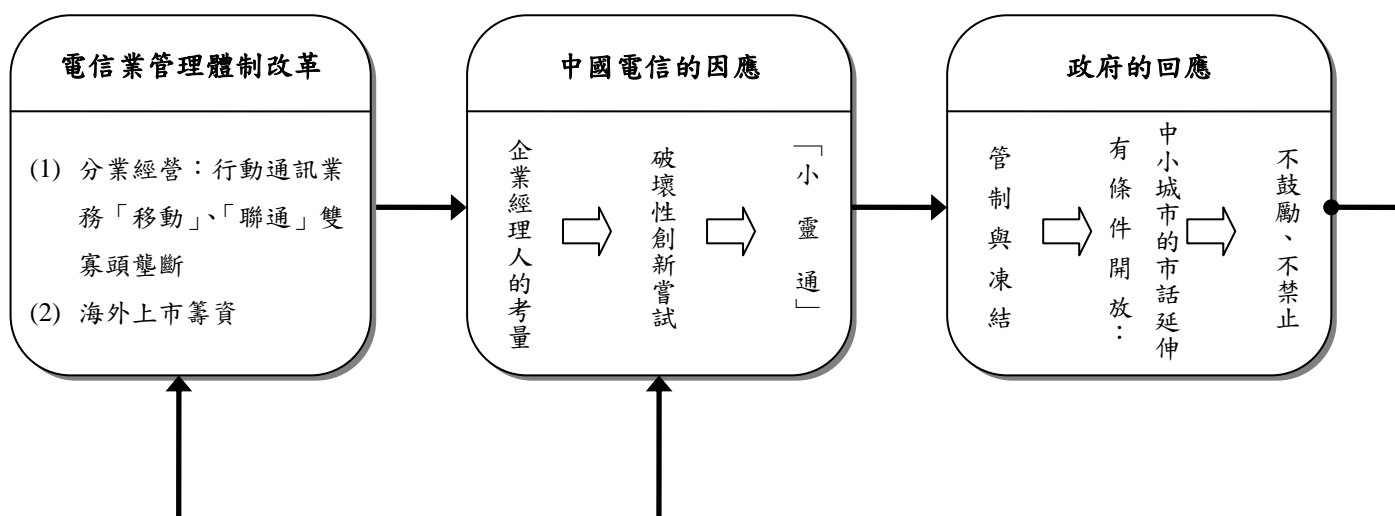 電信業管理體制改革
(1) 分業經營：行動通訊業
務「移動」、「聯通」雙
寡頭壟斷
(2) 海外上市籌資
中國電信的因應
企業經理人的考量
破壞性創新嘗試
「小靈通」
政府的回應
管制與凍結
有條件開放：
中小城市的市話延伸
不鼓勵、不禁止